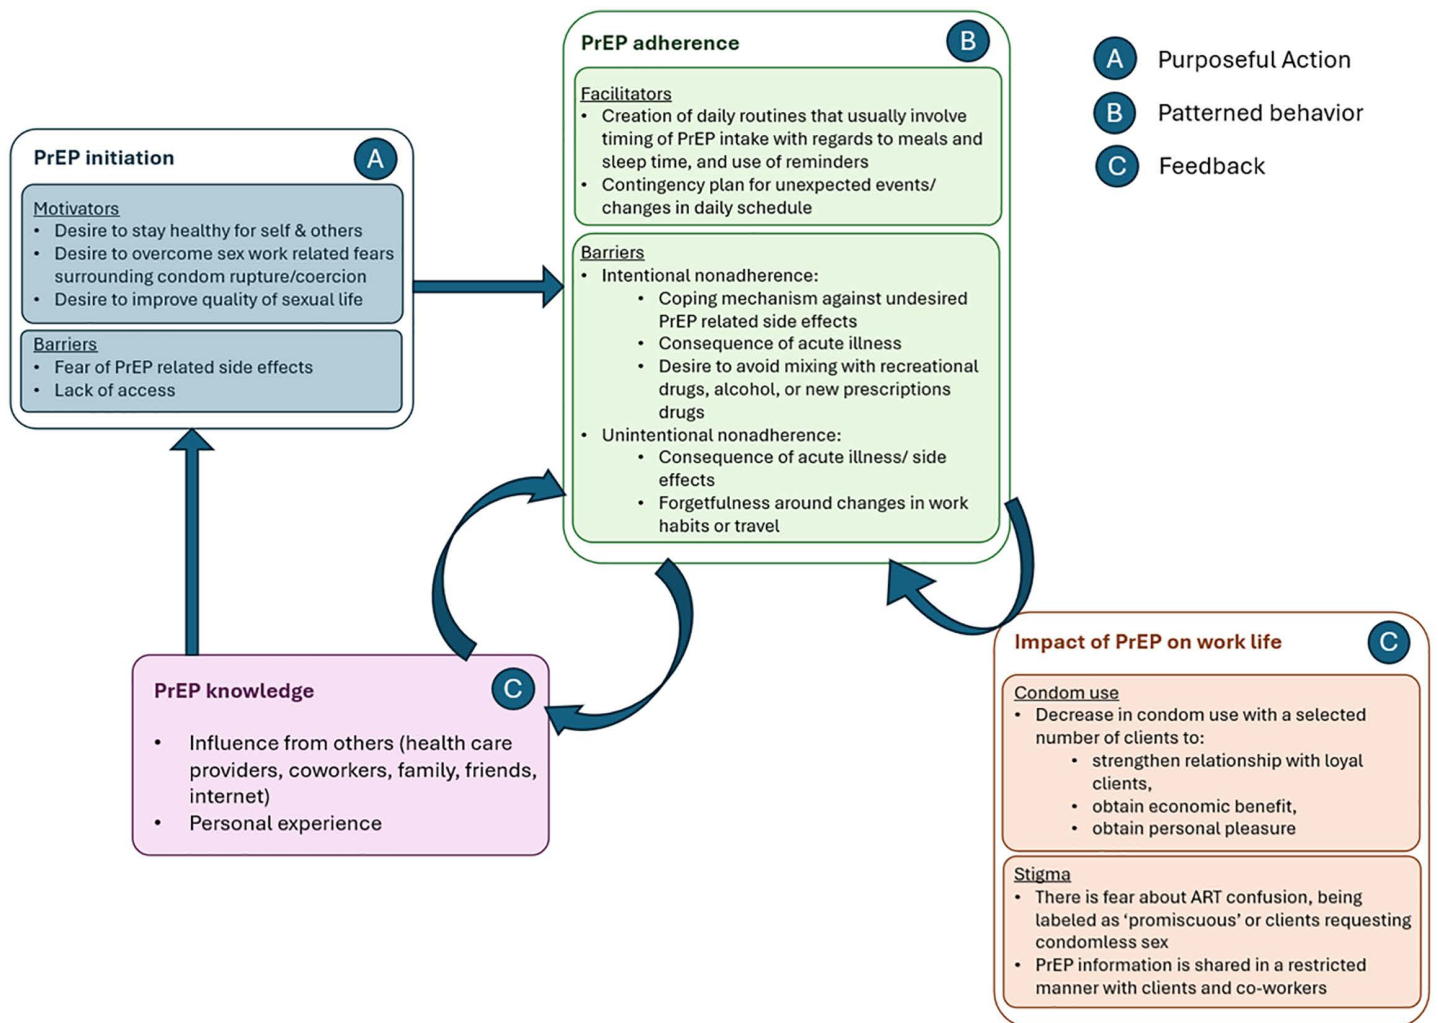 PrEP initiation
A
Motivators
• Desire to stay healthy for self & others
• Desire to overcome sex work related fears
surrounding condom rupture/coercion
• Desire to improve quality of sexual life
Barriers
• Fear of PrEP related side effects
• Lack of access
PrEP adherence
B
Facilitators
• Creation of daily routines that usually involve
timing of PrEP intake with regards to meals and
sleep time, and use of reminders
• Contingency plan for unexpected events/
changes in daily schedule
Barriers
• Intentional nonadherence:
• Coping mechanism against undesired
PrEP related side effects
• Consequence of acute illness
• Desire to avoid mixing with recreational
drugs, alcohol, or new prescriptions
drugs
• Unintentional nonadherence:
• Consequence of acute illness/ side
effects
• Forgetfulness around changes in work
habits or travel
A Purposeful Action
B Patterned behavior
C Feedback
PrEP knowledge
C
• Influence from others (health care
providers, coworkers, family, friends,
internet)
• Personal experience
Impact of PrEP on work life
C
Condom use
• Decrease in condom use with a selected
number of clients to:
• strengthen relationship with loyal
clients,
• obtain economic benefit,
• obtain personal pleasure
Stigma
• There is fear about ART confusion, being
labeled as ‘promiscuous’ or clients requesting
condomless sex
• PrEP information is shared in a restricted
manner with clients and co-workers